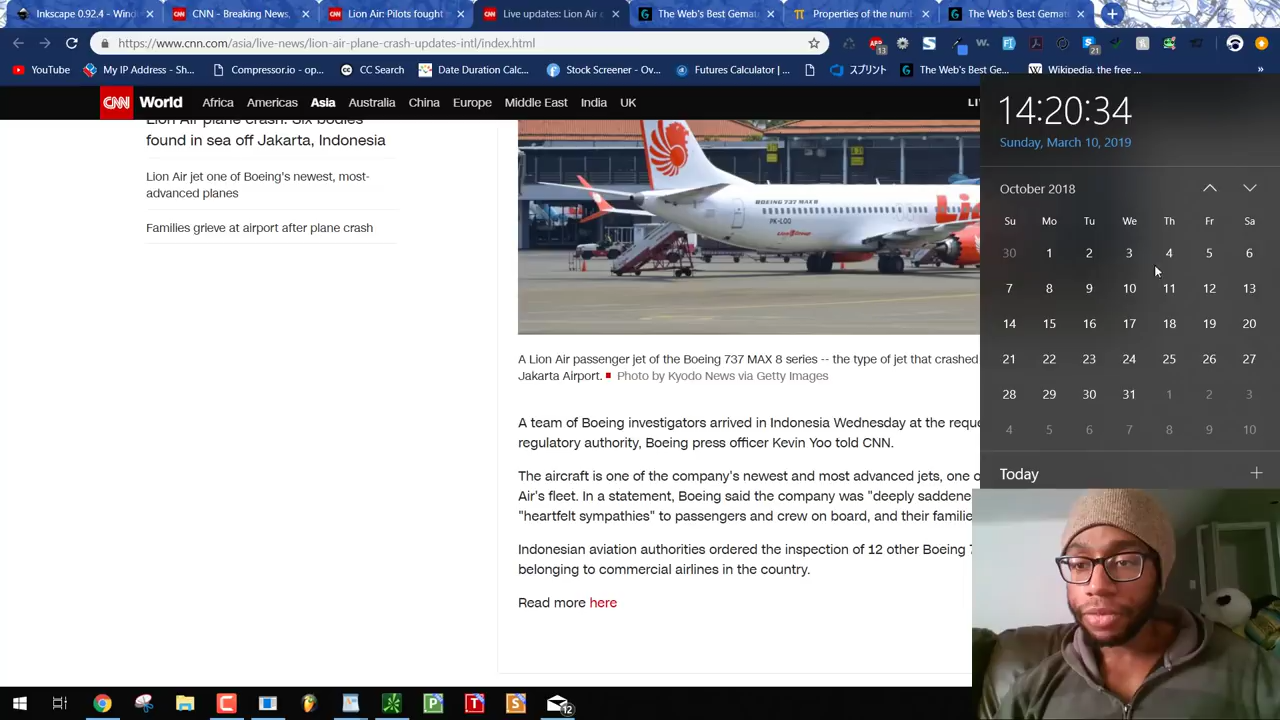 Inkscape 0.92.4 - Wind
CNN - Breaking News,
Lion Air: Pilots fought
Live updates: Lion Air
The Web's Best Gemat
Properties of the num
The Web's Best Gemat
https://www.cnn.com/asia/live-news/lion-air-plane-crash-updates-intl/index.html
YouTube
My IP Address - Sh...
Compressor.io - op...
CC Search
Date Duration Calc...
Stock Screener - Ov...
Futures Calculator |...
スプリント
The Web's Best Ge...
Wikipedia, the free ...
CNN World Africa Americas Asia Australia China Europe Middle East India UK
Lion Air plane crash: Six bodies
found in sea off Jakarta, Indonesia
Lion Air jet one of Boeing's newest, most-
advanced planes
Families grieve at airport after plane crash
BOEING 737 MAX 8
PK-LQO
A Lion Air passenger jet of the Boeing 737 MAX 8 series -- the type of jet that crashed
Jakarta Airport. Photo by Kyodo News via Getty Images
A team of Boeing investigators arrived in Indonesia Wednesday at the reque
regulatory authority, Boeing press officer Kevin Yoo told CNN.
The aircraft is one of the company's newest and most advanced jets, one o
Air's fleet. In a statement, Boeing said the company was "deeply saddene
"heartfelt sympathies" to passengers and crew on board, and their familie
Indonesian aviation authorities ordered the inspection of 12 other Boeing 7
belonging to commercial airlines in the country.
Read more here
14:20:34
Sunday, March 10, 2019
October 2018
Su Mo Tu We Th Fr Sa
30 1 2 3 4 5 6
7 8 9 10 11 12 13
14 15 16 17 18 19 20
21 22 23 24 25 26 27
28 29 30 31 1 2 3
4 5 6 7 8 9 10
Today
12